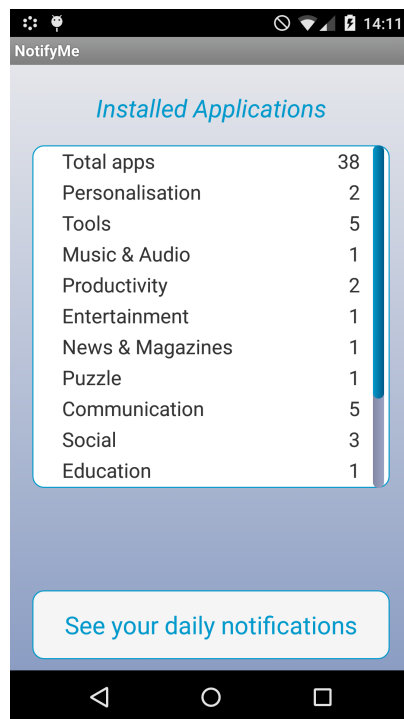 14:11
NotifyMe
Installed Applications
Total apps 38
Personalisation 2
Tools 5
Music & Audio 1
Productivity 2
Entertainment 1
News & Magazines 1
Puzzle 1
Communication 5
Social 3
Education 1
See your daily notifications